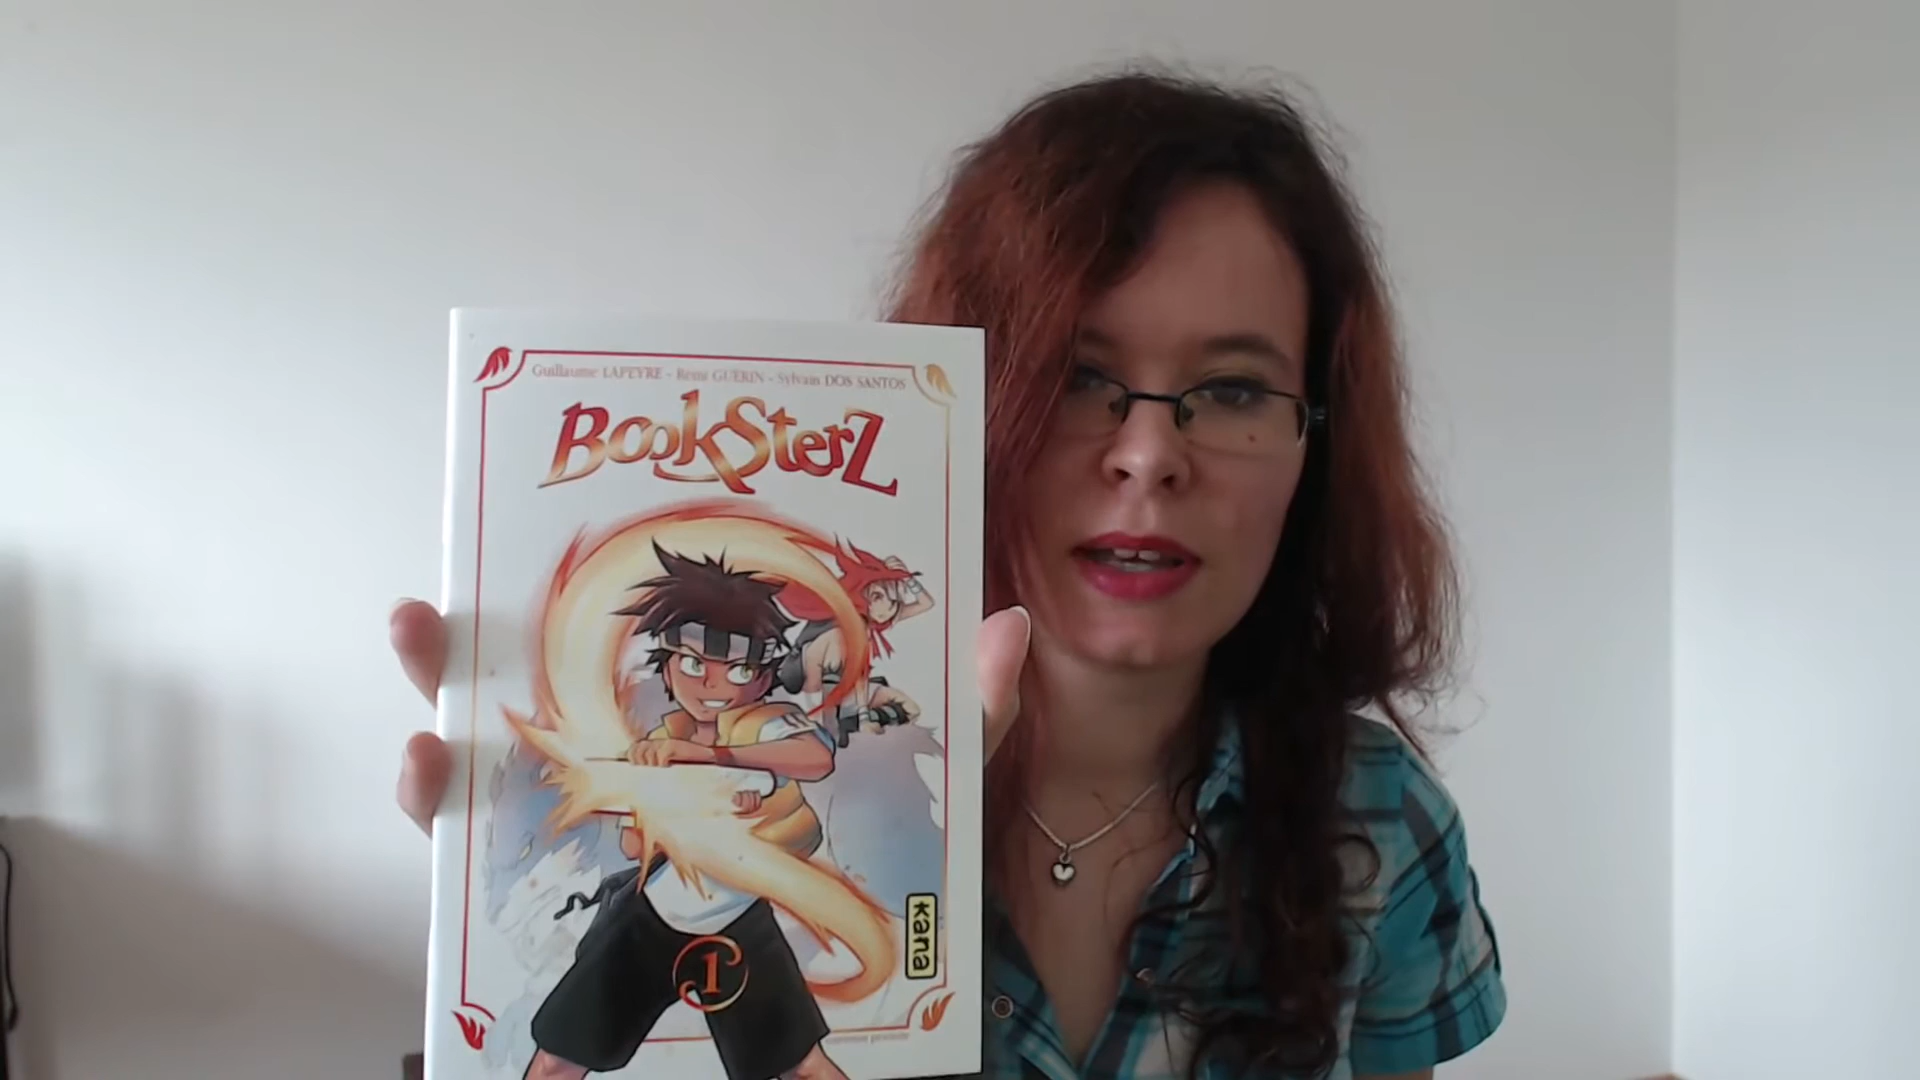 Guillaume LAPEYRE - Rémi GUÉRIN - Sylvain DOS SANTOS
BookSterZ
kana
1